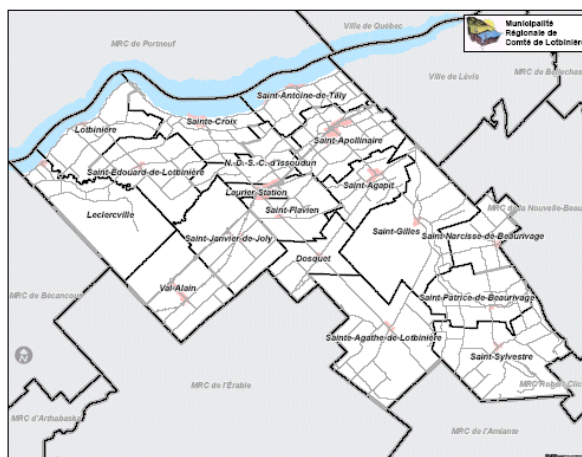 Municipalité
Régionale de
Comté de Lotbinière
Ville de Québec
MRC de Portneuf
Ville de Lévis
MRC de Bellechas
Saint-Antoine-de-Tilly
Sainte-Croix
Lotbinière
Saint-Apollinaire
N. D. S. C. d'Issoudun
Saint-Édouard-de-Lotbinière
Saint-Agapit
Laurier-Station
Leclercville
Saint-Flavien
MRC de la Nouvelle-Beau
Saint-Gilles
Saint-Narcisse-de-Beaurivage
Saint-Janvier-de-Joly
Dosquet
Val-Alain
MRC de Bécancour
Saint-Patrice-de-Beaurivage
Sainte-Agathe-de-Lotbinière
Saint-Sylvestre
MRC de l'Érable
MRC Robert-Clic
MRC d'Arthabaska
MRC de l'Amiante